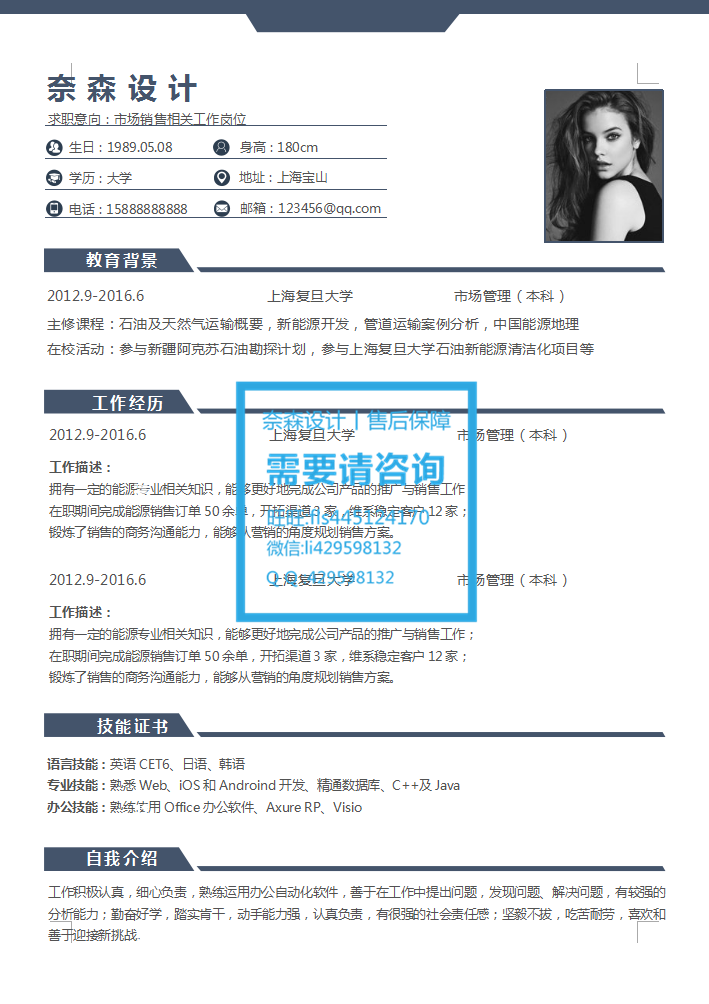 奈森设计
求职意向：市场销售相关工作岗位
生日：1989.05.08 身高：180cm
学历：大学 地址：上海宝山
电话：15888888888 邮箱：123456@qq.com
教育背景
2012.9-2016.6 上海复旦大学 市场管理（本科）
主修课程：石油及天然气运输概要，新能源开发，管道运输案例分析，中国能源地理
在校活动：参与新疆阿克苏石油勘探计划，参与上海复旦大学石油新能源清洁化项目等
工作经历
奈森设计丨售后保障
2012.9-2016.6 上海复旦大学 市场管理（本科）
工作描述：
需要请咨询
拥有一定的能源专业相关知识，能够更好地完成公司产品的推广与销售工作
在职期间完成能源销售订单 50 余单，开拓渠道 3 家，维系稳定客户 12 家；
旺旺:lis445124170
锻炼了销售的商务沟通能力，能够从营销的角度规划销售方案。
微信:li429598132
2012.9-2016.6 上海复旦大学 市场管理（本科）
Q Q:429598132
工作描述：
拥有一定的能源专业相关知识，能够更好地完成公司产品的推广与销售工作；
在职期间完成能源销售订单 50 余单，开拓渠道 3 家，维系稳定客户 12 家；
锻炼了销售的商务沟通能力，能够从营销的角度规划销售方案。
技能证书
语言技能：英语 CET6、日语、韩语
专业技能：熟悉 Web、iOS 和 Androind 开发、精通数据库、C++及 Java
办公技能：熟练使用 Office 办公软件、Axure RP、Visio
自我介绍
工作积极认真，细心负责，熟练运用办公自动化软件，善于在工作中提出问题，发现问题、解决问题，有较强的
分析能力；勤奋好学，踏实肯干，动手能力强，认真负责，有很强的社会责任感；坚毅不拔，吃苦耐劳，喜欢和
善于迎接新挑战.